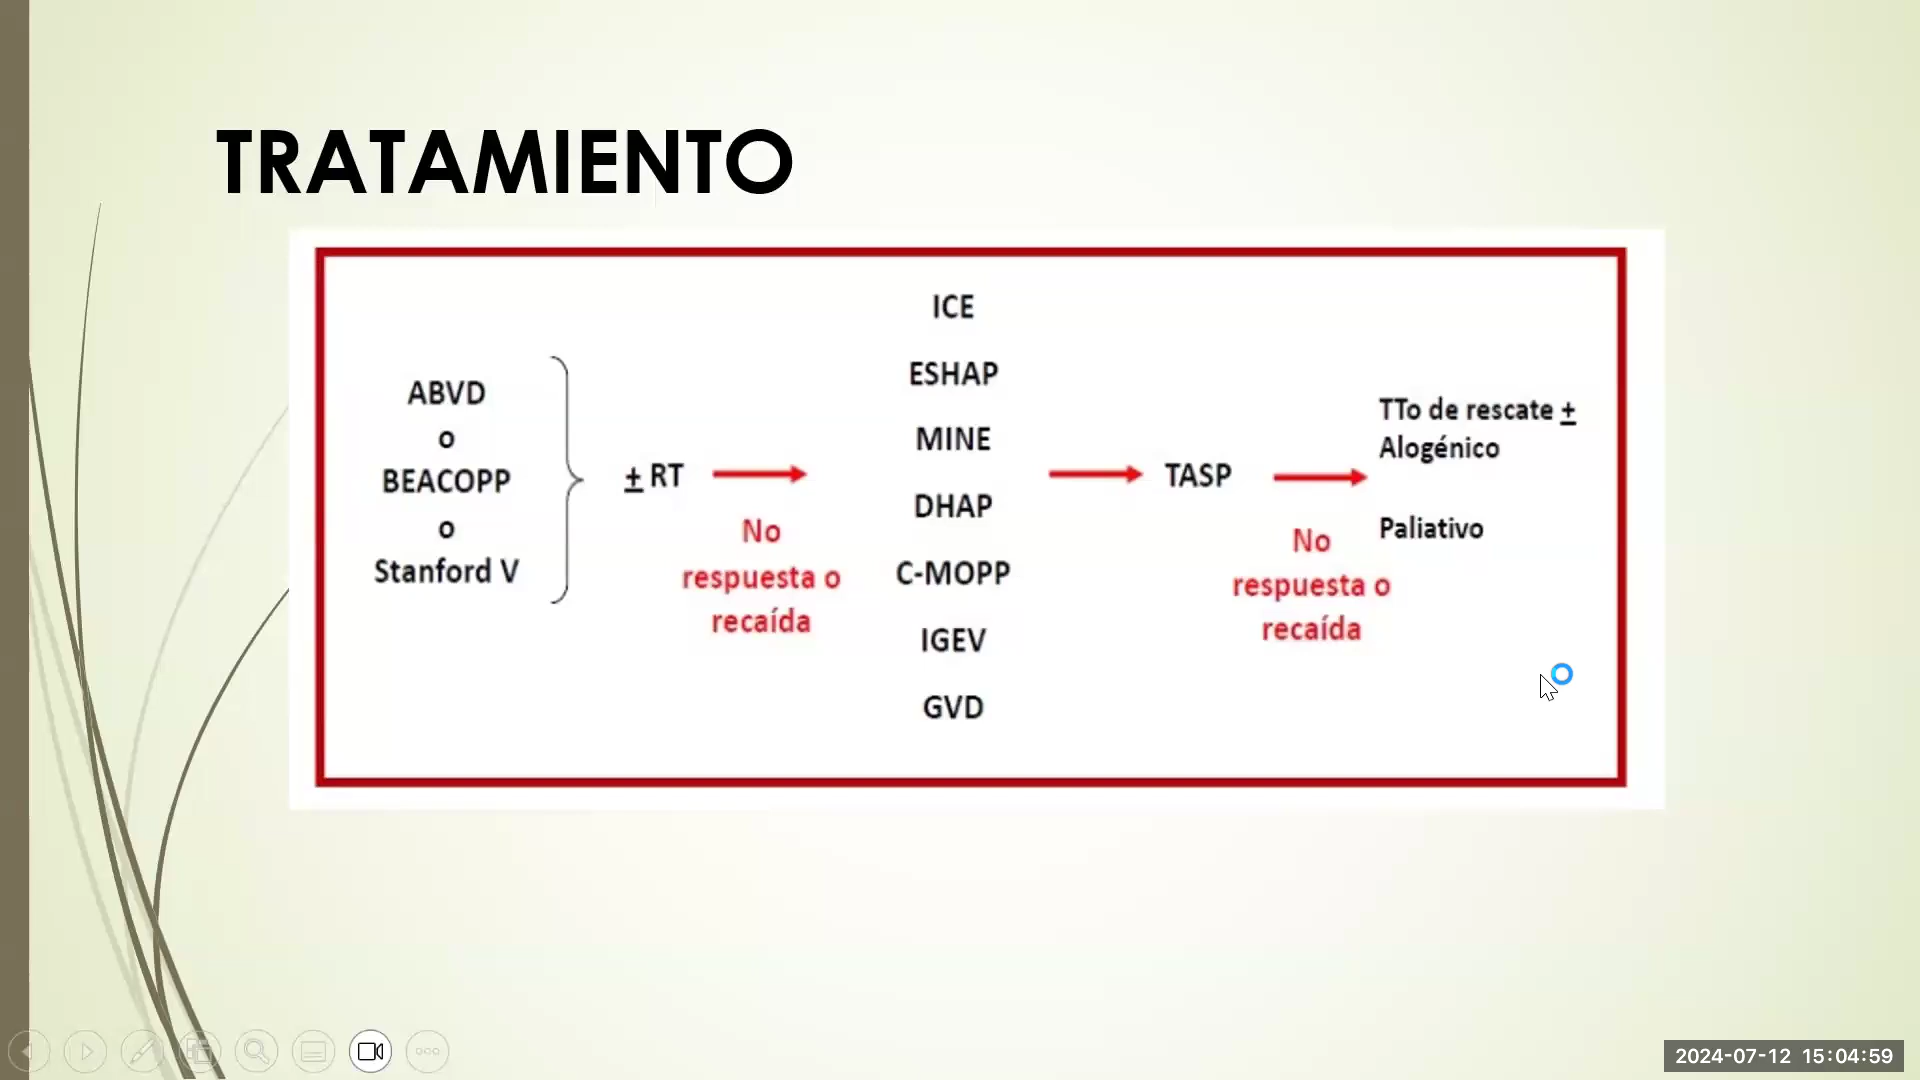 TRATAMIENTO
ABVD
o
BEACOPP
o
Stanford V
± RT
No
respuesta o
recaída
ICE
ESHAP
MINE
DHAP
C-MOPP
IGEV
GVD
TASP
No
respuesta o
recaída
TTo de rescate ±
Alogénico
Paliativo
2024-07-12 15:04:59